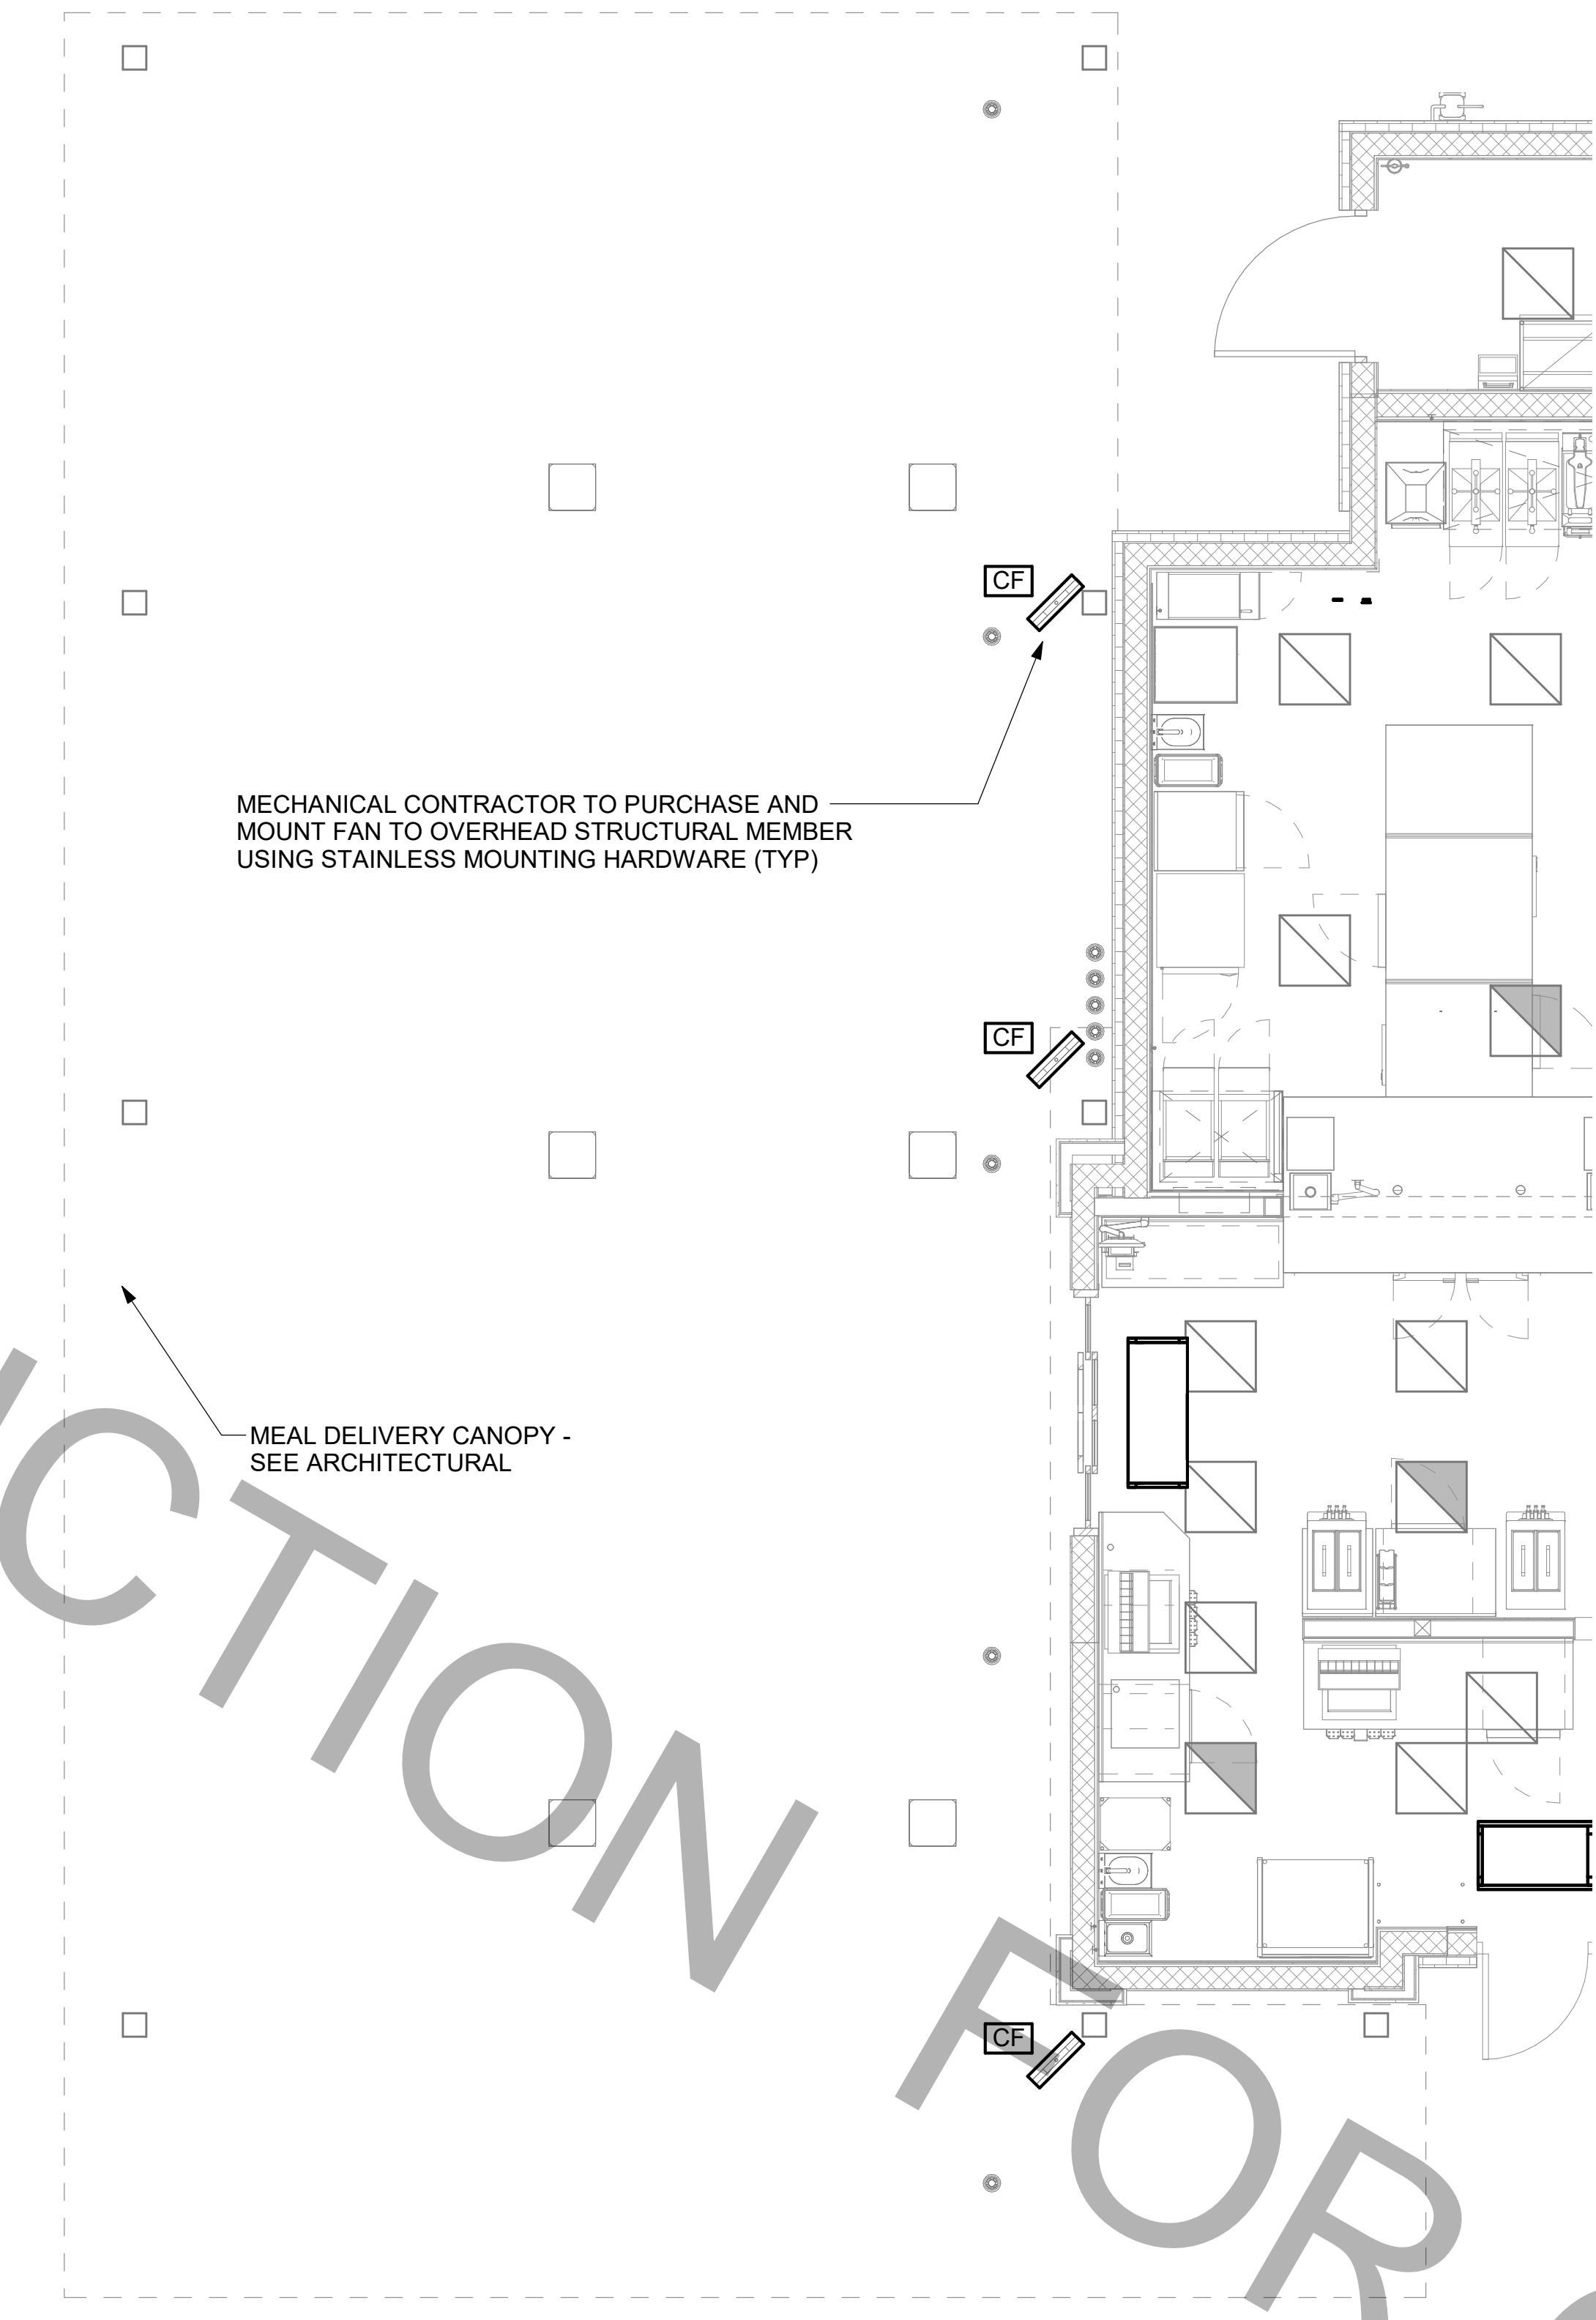 CF
MECHANICAL CONTRACTOR TO PURCHASE AND
MOUNT FAN TO OVERHEAD STRUCTURAL MEMBER
USING STAINLESS MOUNTING HARDWARE (TYP)
CF
MEAL DELIVERY CANOPY -
SEE ARCHITECTURAL
CTION FOR
CF